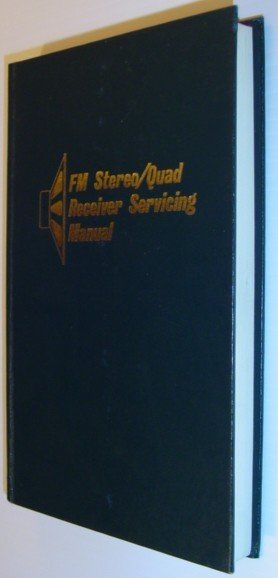 FM Stereo/Quad
Receiver Servicing
Manual